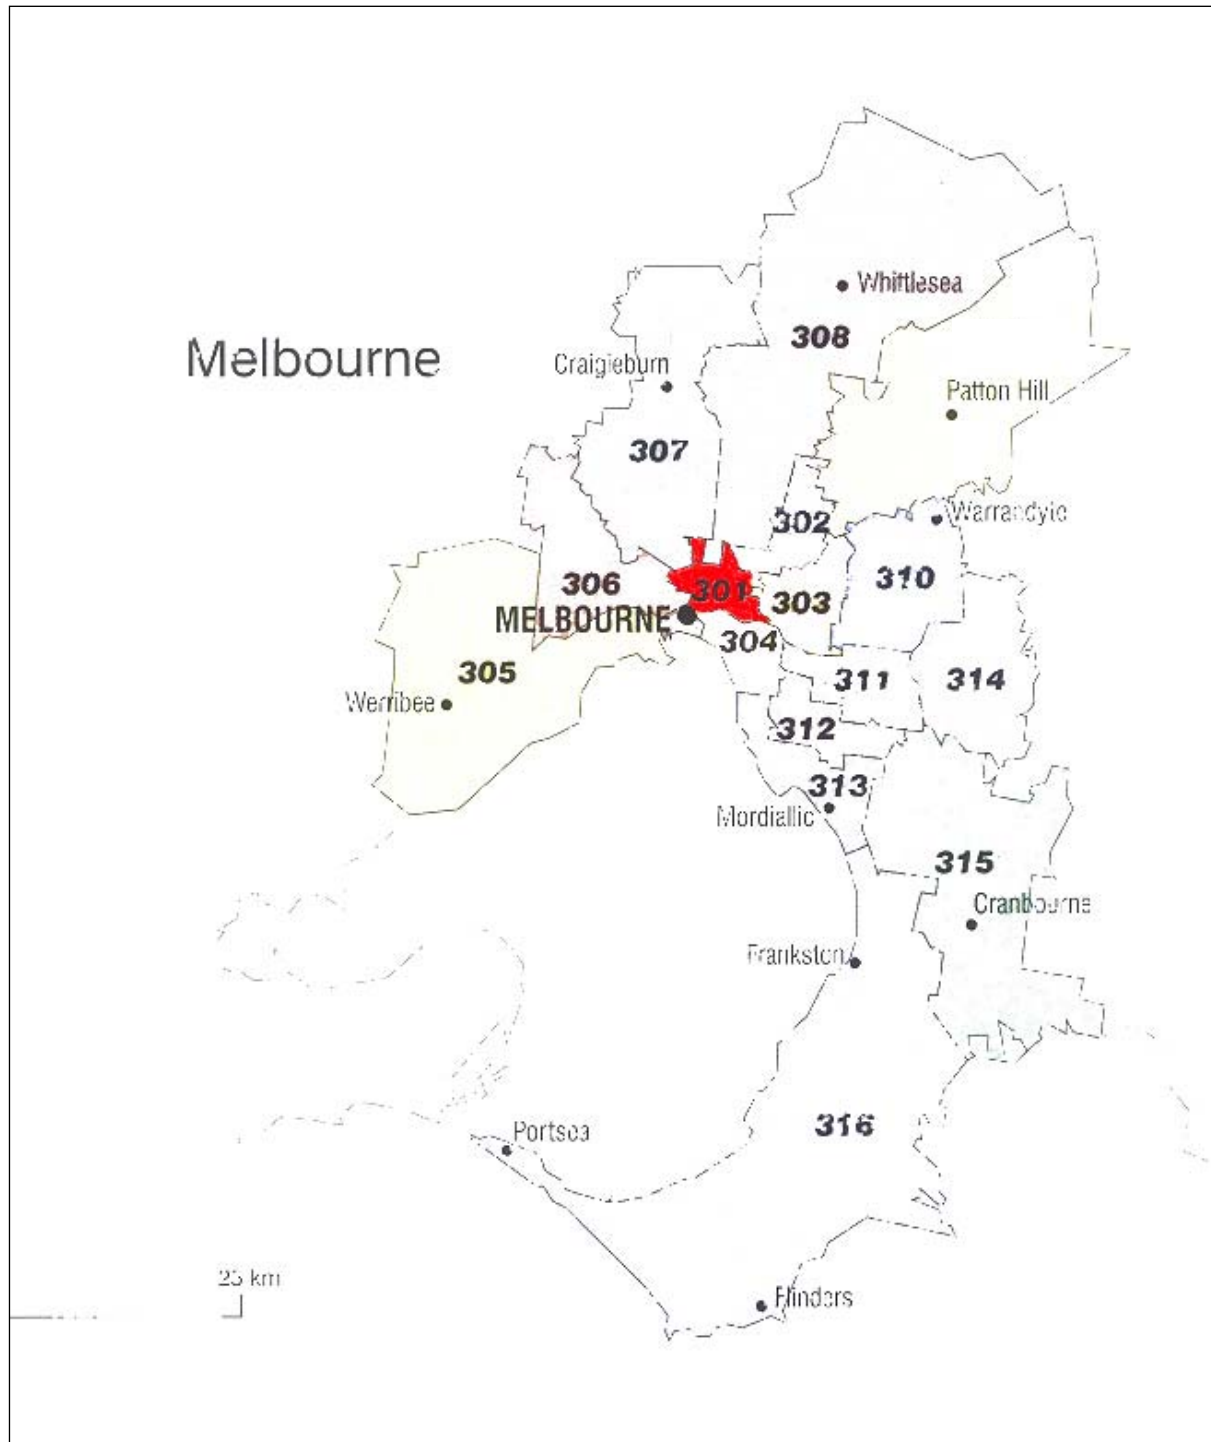 Whittlesea
308
Melbourne
Craigieburn
Patton Hill
307
302
Warrandyte
306
301
310
303
MELBOURNE
304
305
311
314
Werribee
312
313
Mordiallic
315
Cranbourne
Frankston
316
Portsea
25 km
Flinders